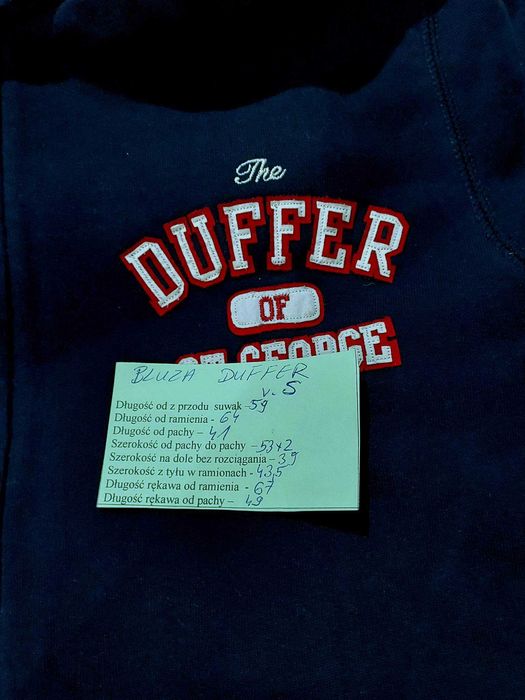 The
DUFFER
OF
ST GEORGE
BLUZA DUFFER
v. S
Długość od z przodu suwak - 59
Długość od ramienia - 64
Długość od pachy – 41
Szerokość od pachy do pachy – 53x2
Szerokość na dole bez rozciągania – 39
Szerokość z tyłu w ramionach - 43,5
Długość rękawa od ramienia - 67
Długość rękawa od pachy – 49